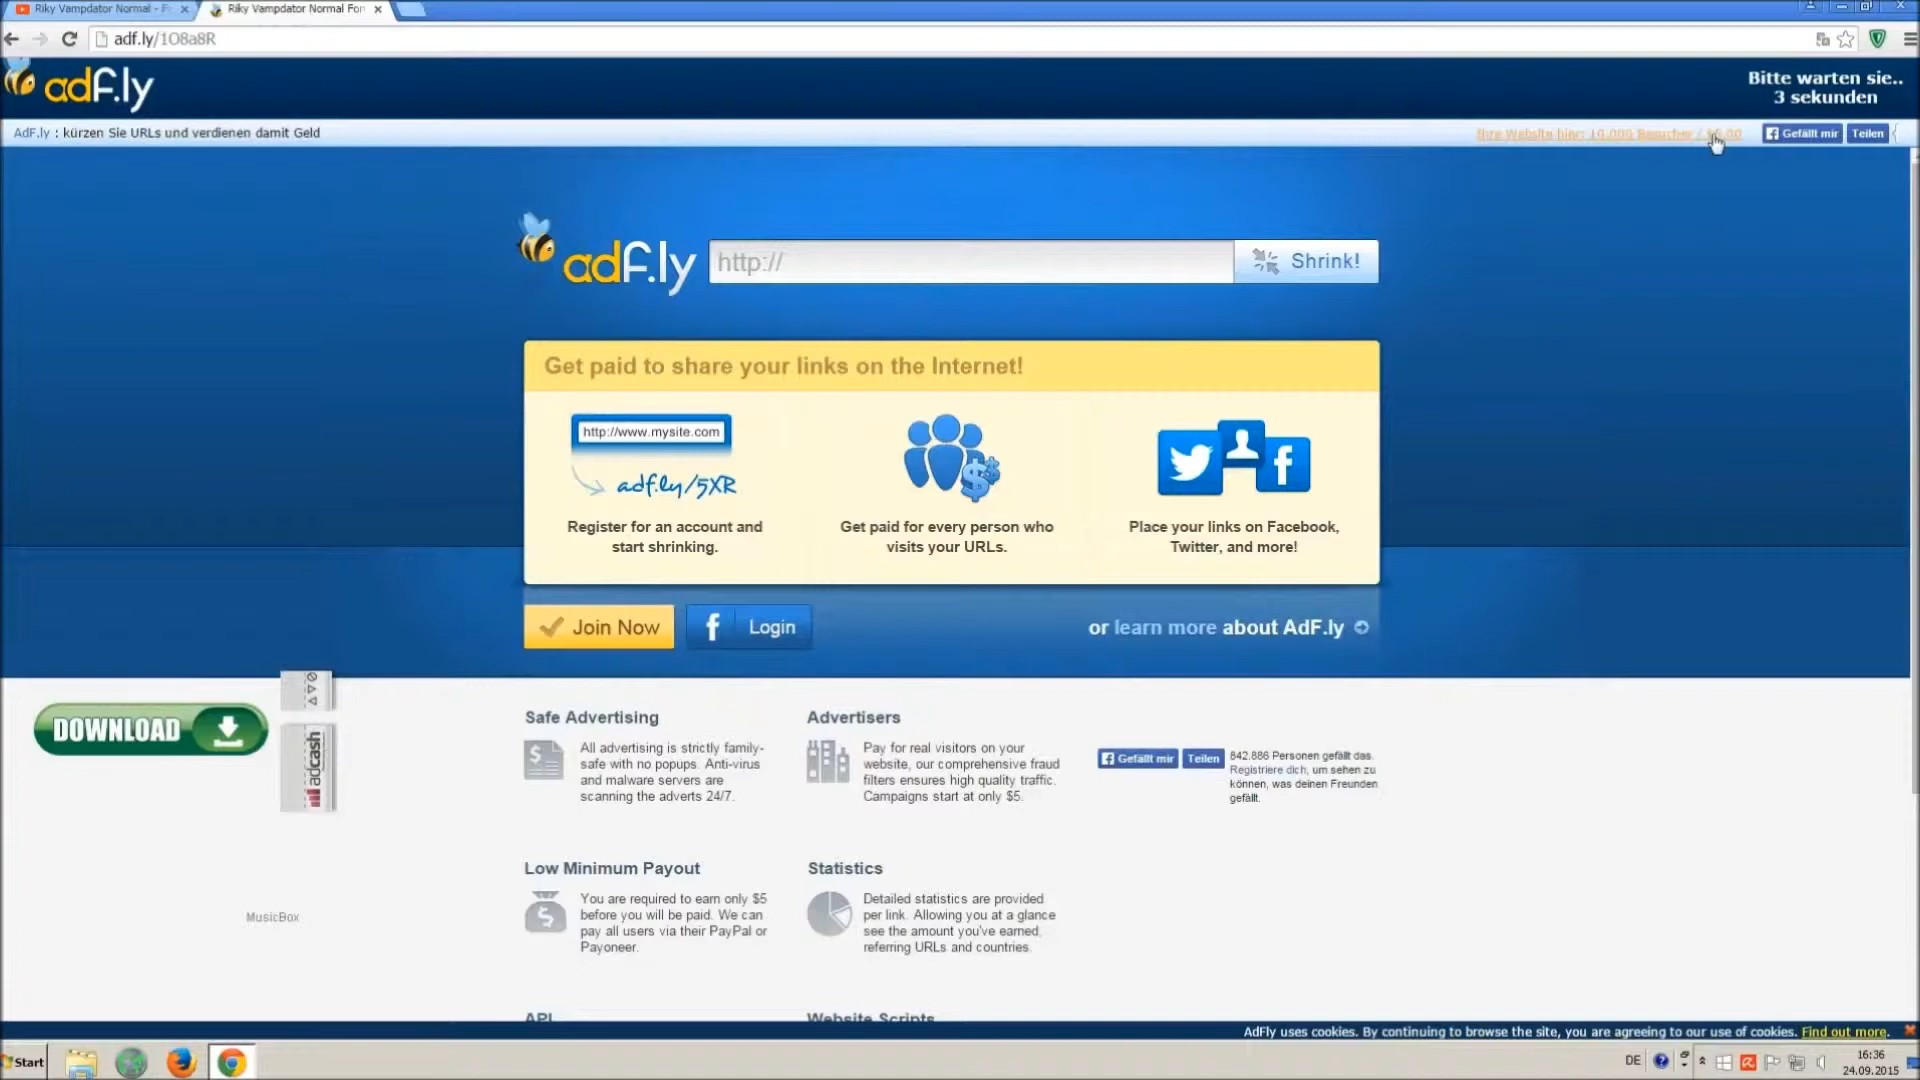 Riky Vampdator Normal - Fr
Riky Vampdator Normal Fon
adf.ly/1O8a8R
adf.ly
Bitte warten sie..
3 sekunden
AdF.ly : kürzen Sie URLs und verdienen damit Geld
Ihre Website hier: 10.000 Besucher /
Gefällt mir
Teilen
adf.ly
http://
Shrink!
Get paid to share your links on the Internet!
http://www.mysite.com
adf.ly/5XR
Register for an account and
start shrinking.
Get paid for every person who
visits your URLs.
Place your links on Facebook,
Twitter, and more!
Join Now
Login
or learn more about AdF.ly
DOWNLOAD
adcash
Safe Advertising
All advertising is strictly family-
safe with no popups. Anti-virus
and malware servers are
scanning the adverts 24/7.
Advertisers
Pay for real visitors on your
website, our comprehensive fraud
filters ensures high quality traffic.
Campaigns start at only $5.
Gefällt mir
Teilen
842.886 Personen gefällt das.
Registriere dich, um sehen zu
können, was deinen Freunden
gefällt.
Low Minimum Payout
You are required to earn only $5
before you will be paid. We can
pay all users via their PayPal or
Payoneer.
Statistics
Detailed statistics are provided
per link. Allowing you at a glance
see the amount you've earned,
referring URLs and countries.
MusicBox
API
Website Scripts
AdFly uses cookies. By continuing to browse the site, you are agreeing to our use of cookies. Find out more.
Start
DE
16:36
24.09.2015